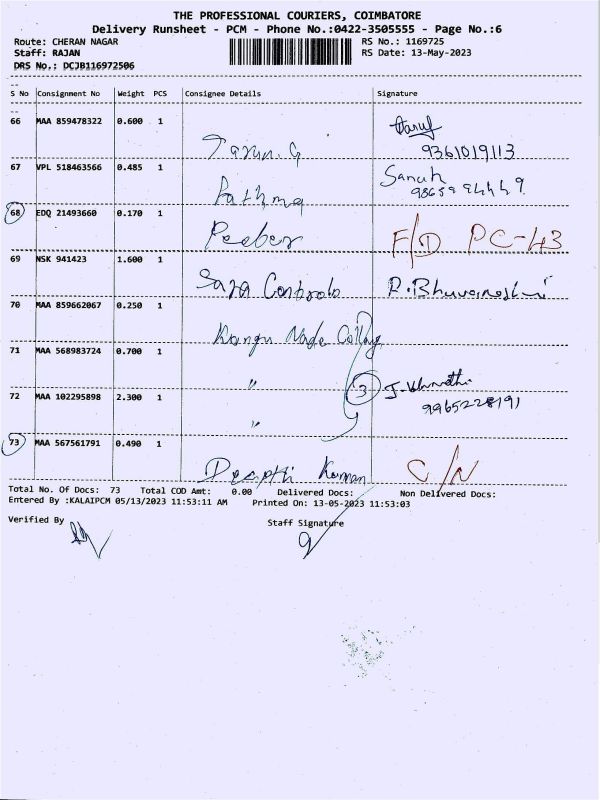 THE PROFESSIONAL COURIERS, COIMBATORE
Delivery Runsheet - PCM - Phone No.:0422-3505555 - Page No.:6
Route: CHERAN NAGAR
Staff: RAJAN
DRS No.: DCJB116972506
RS No.: 1169725
RS Date: 13-May-2023
S No Consignment No Weight PCS Consignee Details Signature
66 MAA 859478322 0.600 1
Tarun. G
9361019113
67 VPL 518463566 0.485 1
Fathma
68 EDQ 21493660 0.170 1
F/D PC-43
69 NSK 941423 1.600 1
Sara Controls
70 MAA 859662067 0.250 1
Kongu
71 MAA 568983724 0.700 1
"
3
72 MAA 102295898 2.300 1
"
9965228191
73 MAA 567561791 0.490 1
Deepthi Kannan C/N
Total No. Of Docs: 73 Total COD Amt: 0.00 Delivered Docs: Non Delivered Docs:
Entered By :KALAIPCM 05/13/2023 11:53:11 AM Printed On: 13-05-2023 11:53:03
Verified By Staff Signature